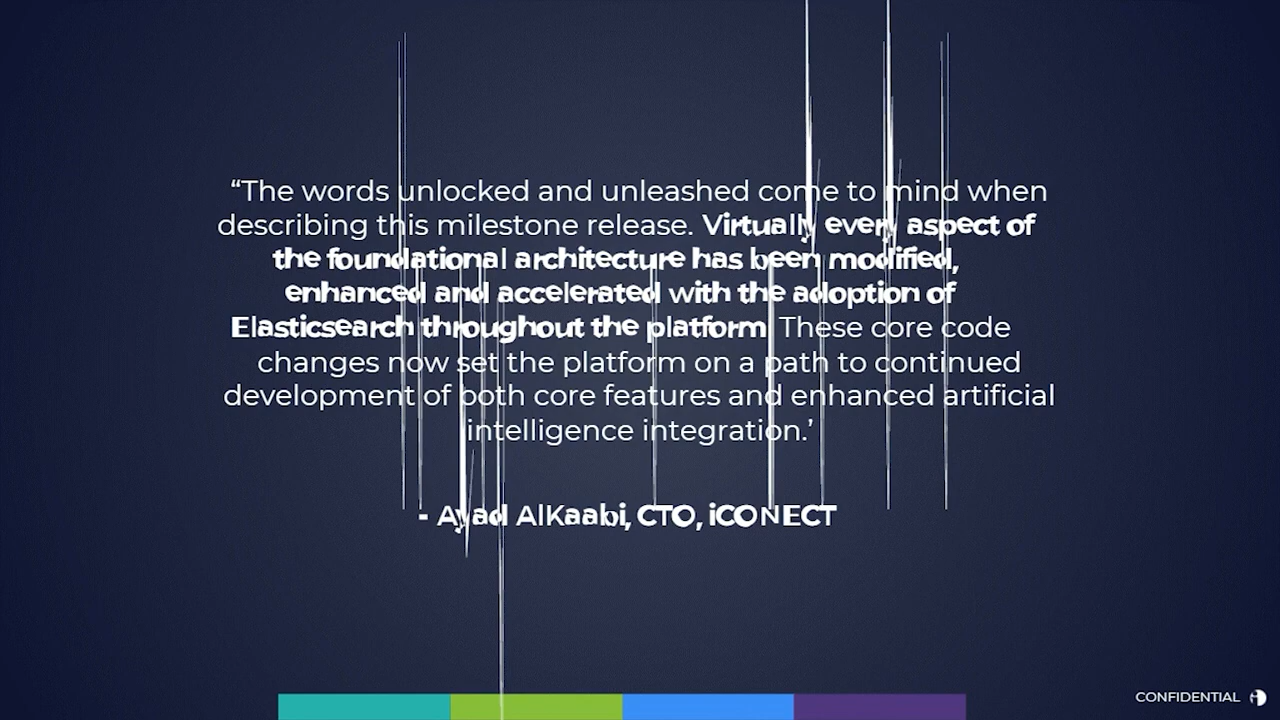 “The words unlocked and unleashed come to mind when
describing this milestone release. Virtually every aspect of
the foundational architecture has been modified,
enhanced and accelerated with the adoption of
Elasticsearch throughout the platform. These core code
changes now set the platform on a path to continued
development of both core features and enhanced artificial
intelligence integration.’
- Ayad AlKaabi, CTO, iCONECT
CONFIDENTIAL